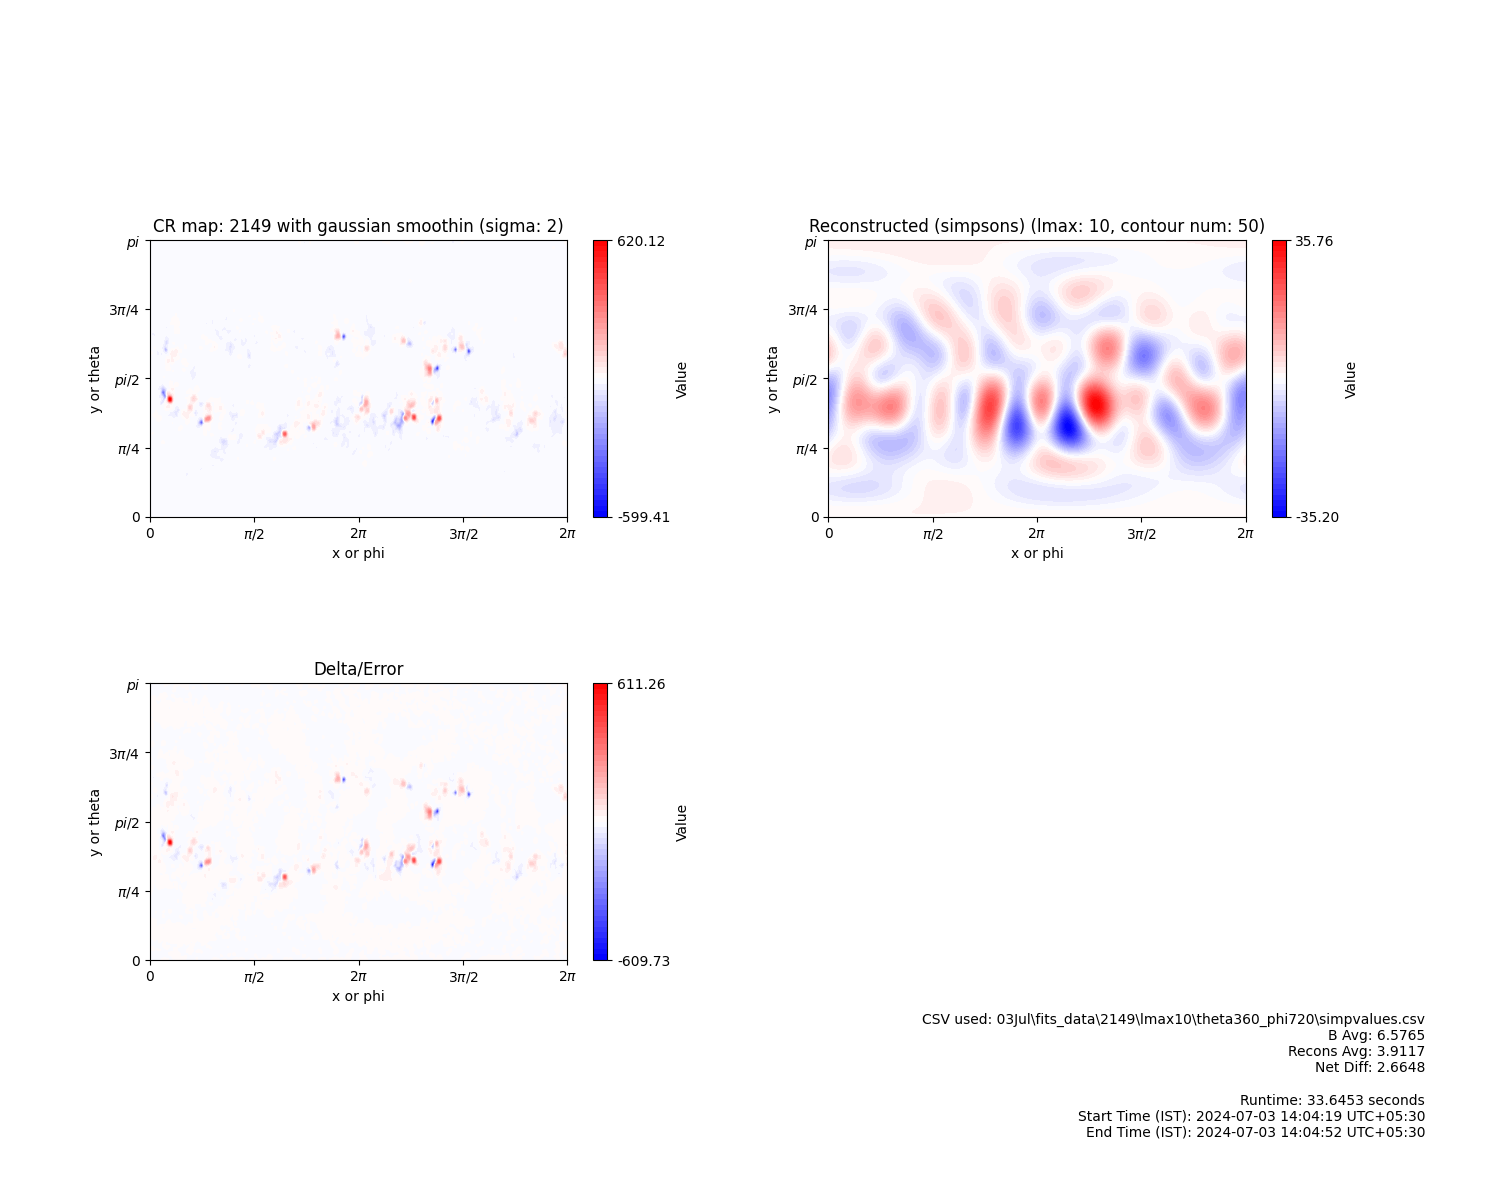 CR map: 2149 with gaussian smoothin (sigma: 2)
pi
3π/4
pi/2
π/4
0
y or theta
0
π/2
2π
3π/2
2π
x or phi
620.12
-599.41
Value
Reconstructed (simpsons) (lmax: 10, contour num: 50)
pi
3π/4
pi/2
π/4
0
y or theta
0
π/2
2π
3π/2
2π
x or phi
35.76
-35.20
Value
Delta/Error
pi
3π/4
pi/2
π/4
0
y or theta
0
π/2
2π
3π/2
2π
x or phi
611.26
-609.73
Value
CSV used: 03Jul\fits_data\2149\lmax10\theta360_phi720\simpvalues.csv
B Avg: 6.5765
Recons Avg: 3.9117
Net Diff: 2.6648
Runtime: 33.6453 seconds
Start Time (IST): 2024-07-03 14:04:19 UTC+05:30
End Time (IST): 2024-07-03 14:04:52 UTC+05:30